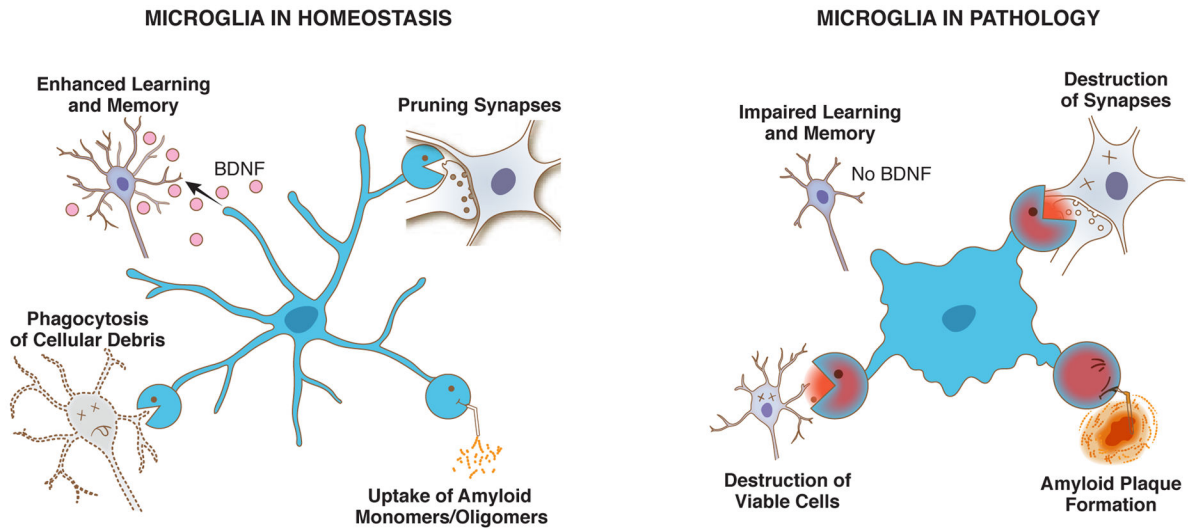 MICROGLIA IN HOMEOSTASIS
Enhanced Learning
and Memory
BDNF
Pruning Synapses
Phagocytosis
of Cellular Debris
Uptake of Amyloid
Monomers/Oligomers
MICROGLIA IN PATHOLOGY
Impaired Learning
and Memory
No BDNF
Destruction
of Synapses
Destruction of
Viable Cells
Amyloid Plaque
Formation